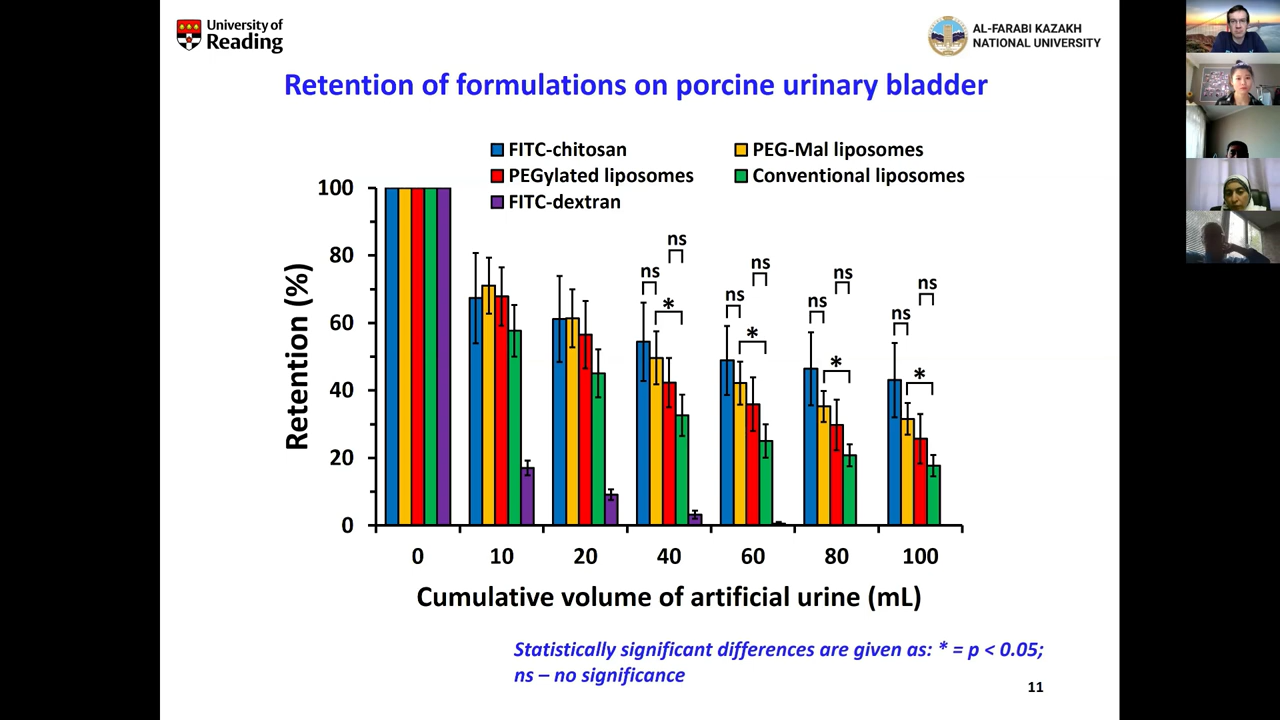 University of
Reading
AL-FARABI KAZAKH
NATIONAL UNIVERSITY
Retention of formulations on porcine urinary bladder
FITC-chitosan
PEG-Mal liposomes
PEGylated liposomes
Conventional liposomes
FITC-dextran
Retention (%)
100
80
60
40
20
0
ns
ns
*
ns
ns
*
ns
ns
*
ns
ns
*
0 10 20 40 60 80 100
Cumulative volume of artificial urine (mL)
Statistically significant differences are given as: * = p < 0.05;
ns – no significance
11